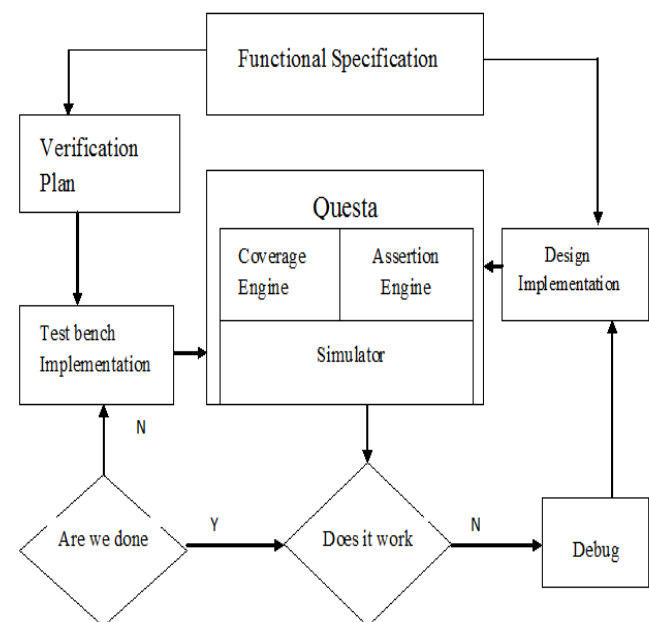 Functional Specification
Verification
Plan
Questa
Coverage
Engine
Assertion
Engine
Design
Implementation
Test bench
Implementation
Simulator
N
Are we done
Y
Does it work
N
Debug